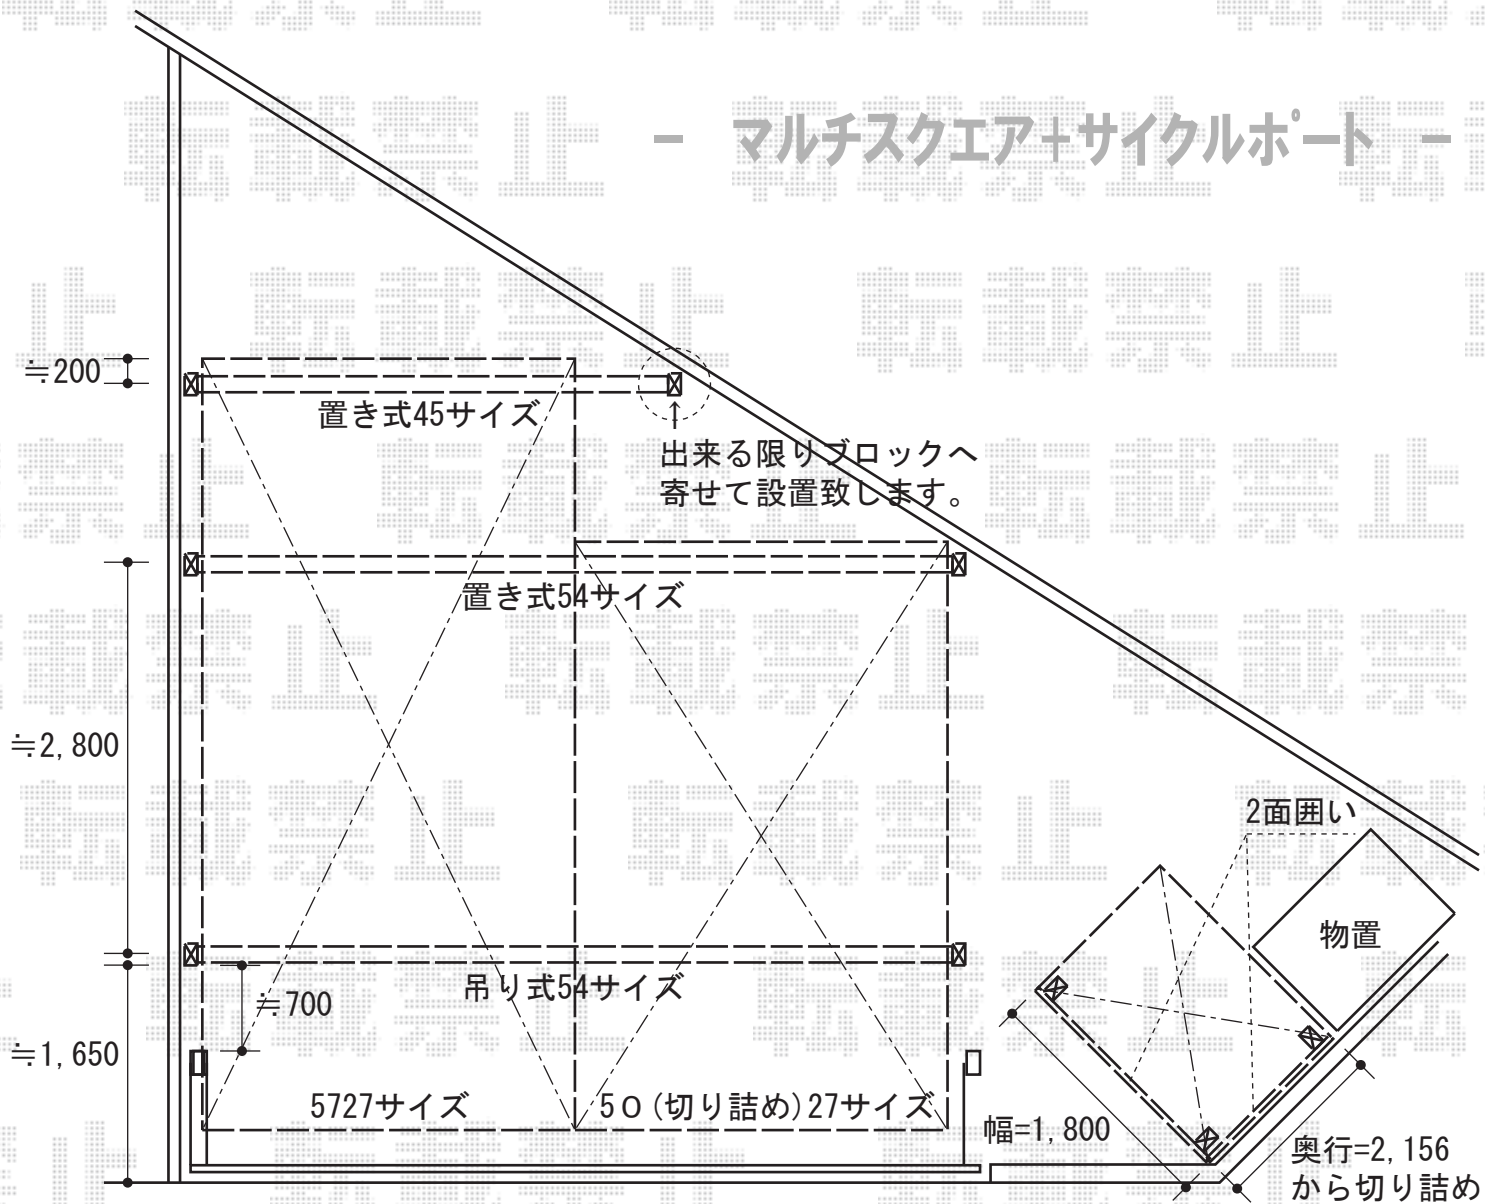 − マルチスクエア+サイクルポート −
≒200
置き式45サイズ
↑
出来る限りブロックへ
寄せて設置致します。
置き式54サイズ
≒2,800
2面囲い
物置
吊り式54サイズ
≒700
≒1,650
5727サイズ
50(切り詰め)27サイズ
幅=1,800
奥行=2,156
から切り詰め
転載禁止